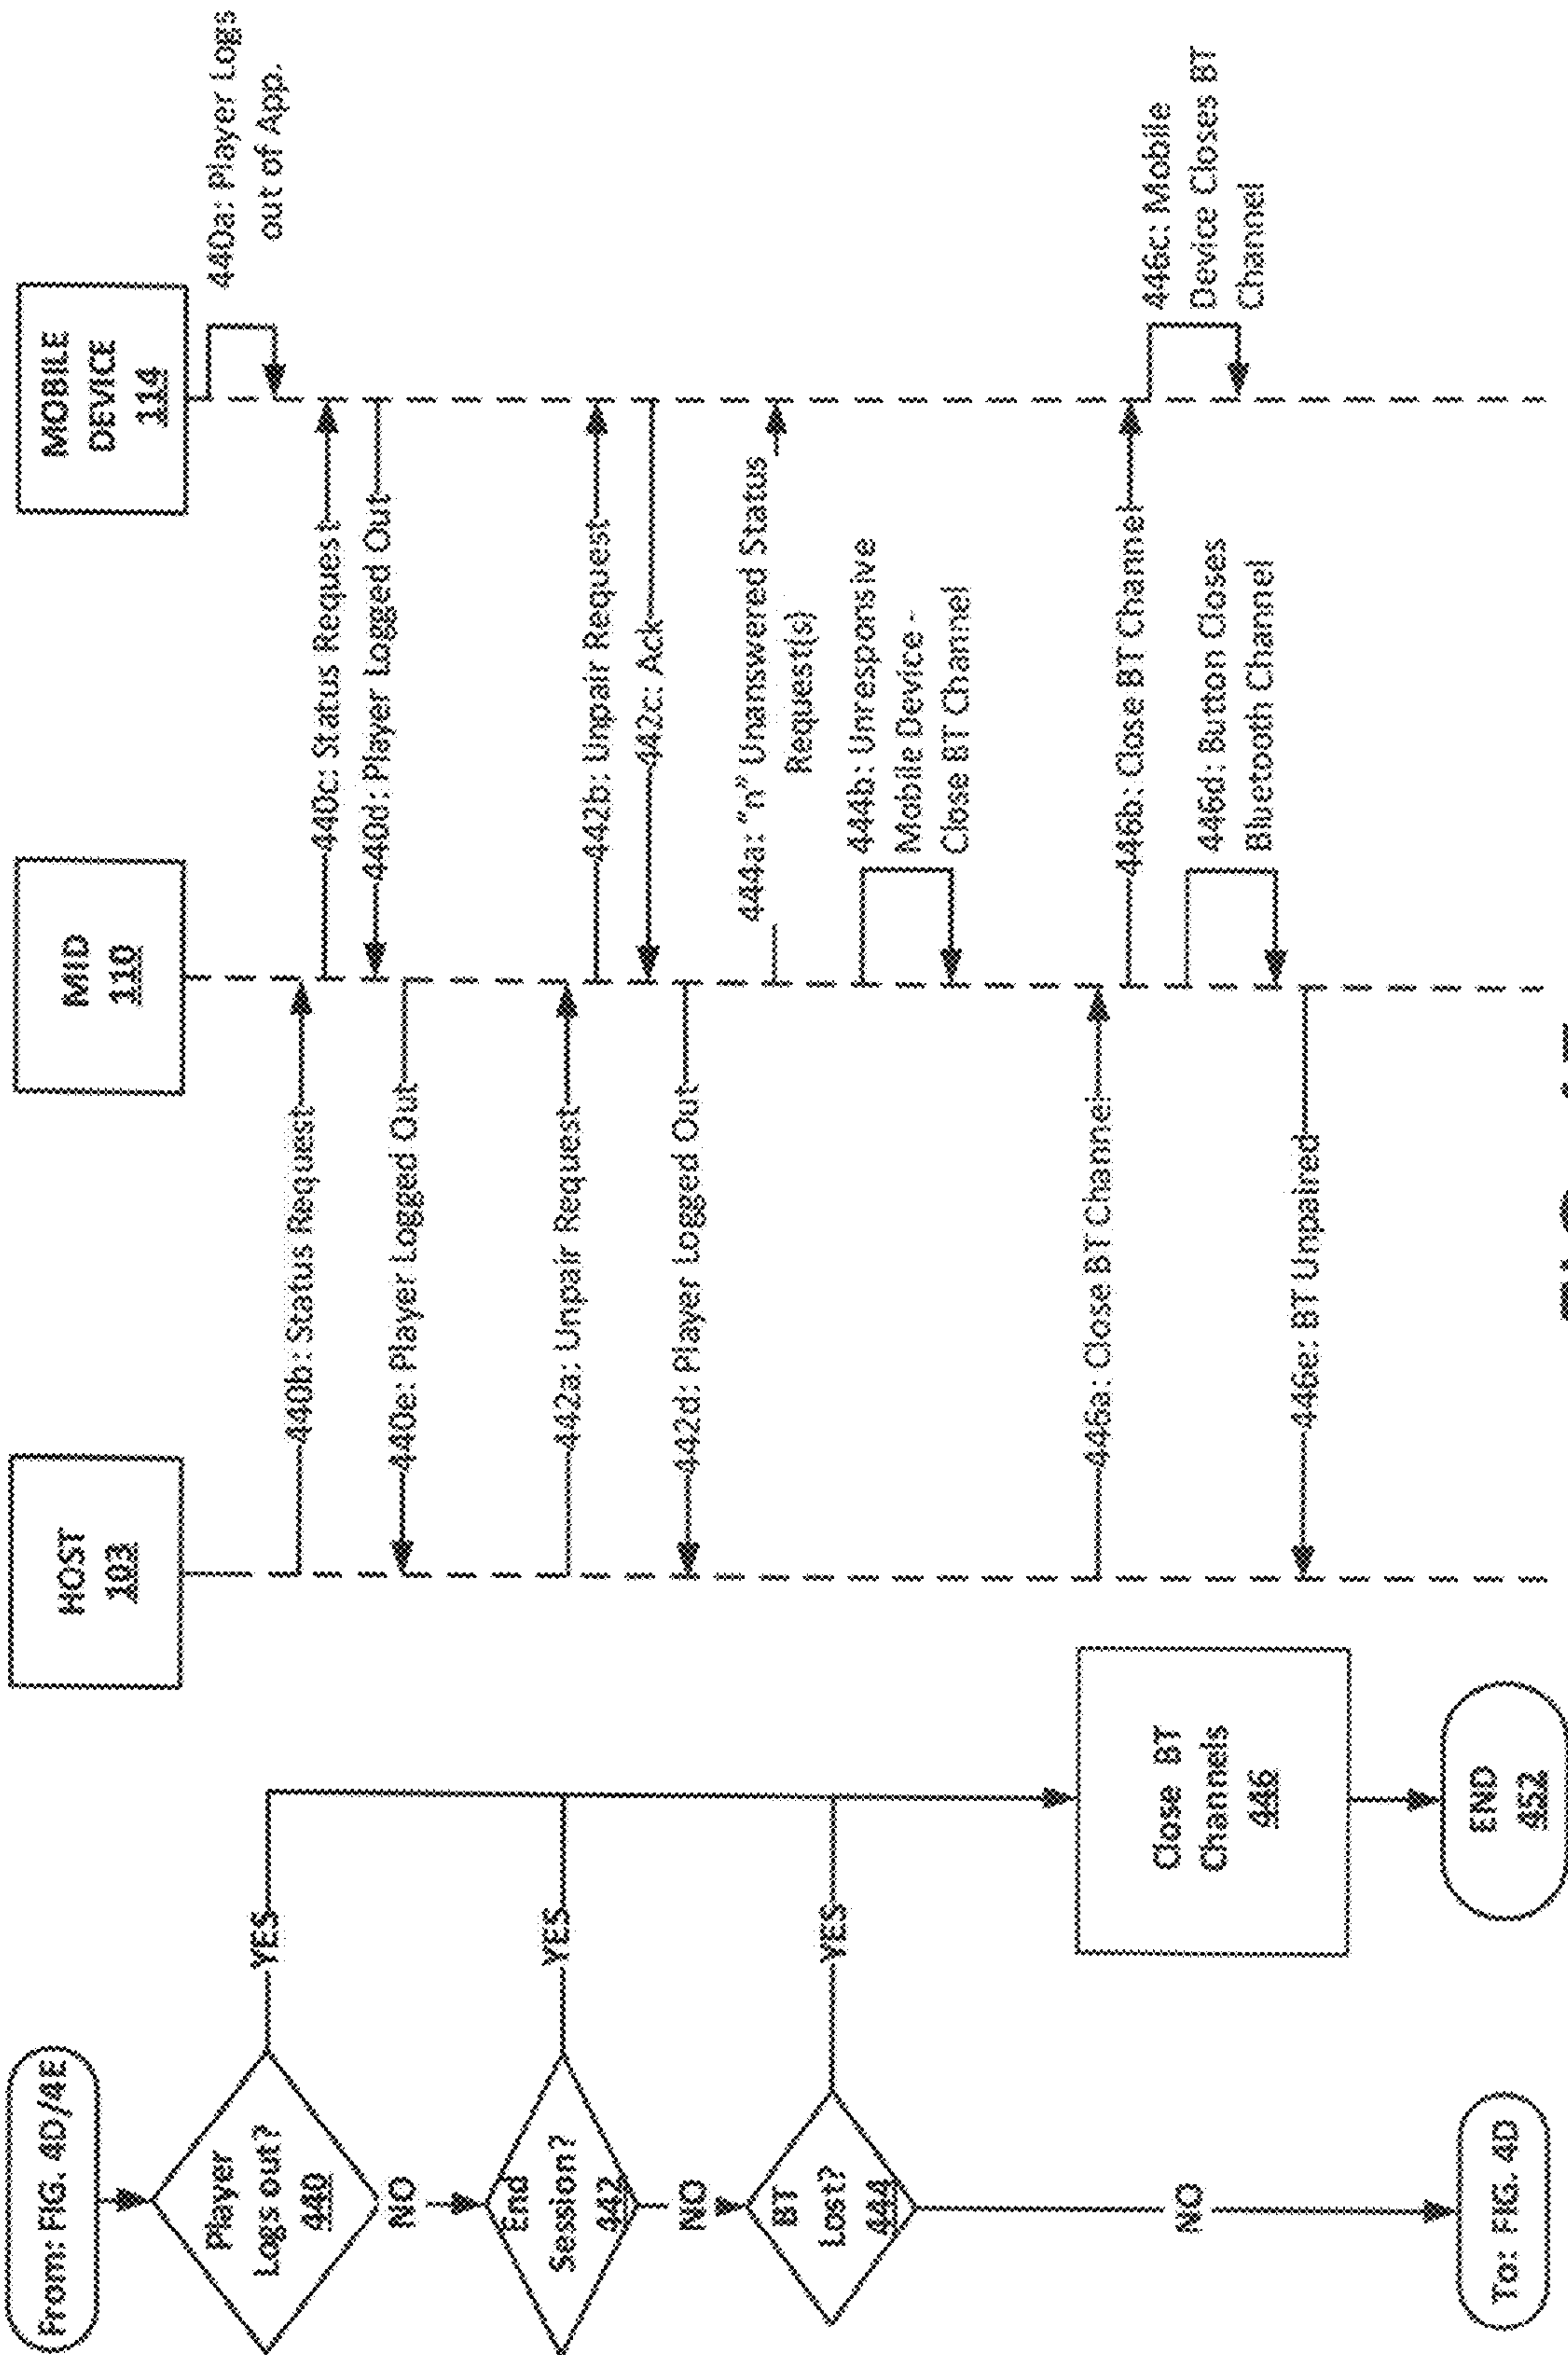 From: FIG. 4D/4E
Player
Logs out?
440
YES
NO
End
Session?
442
YES
NO
BT
Lost?
444
YES
NO
To: FIG. 4D
Close BT
Channels
446
END
452
HOST
103
MID
110
MOBILE
DEVICE
114
440a: Player Logs
out of App.
440b: Status Request
440c: Status Request
440d: Player Logged Out
440e: Player Logged Out
442a: Unpair Request
442b: Unpair Request
442c: Ack
442d: Player Logged Out
444a: "n" Unanswered Status
Request(s)
444b: Unresponsive
Mobile Device -
Close BT Channel
446a: Close BT Channel
446b: Close BT Channel
446c: Mobile
Device Closes BT
Channel
446d: Button Closes
Bluetooth Channel
446e: BT Unpaired